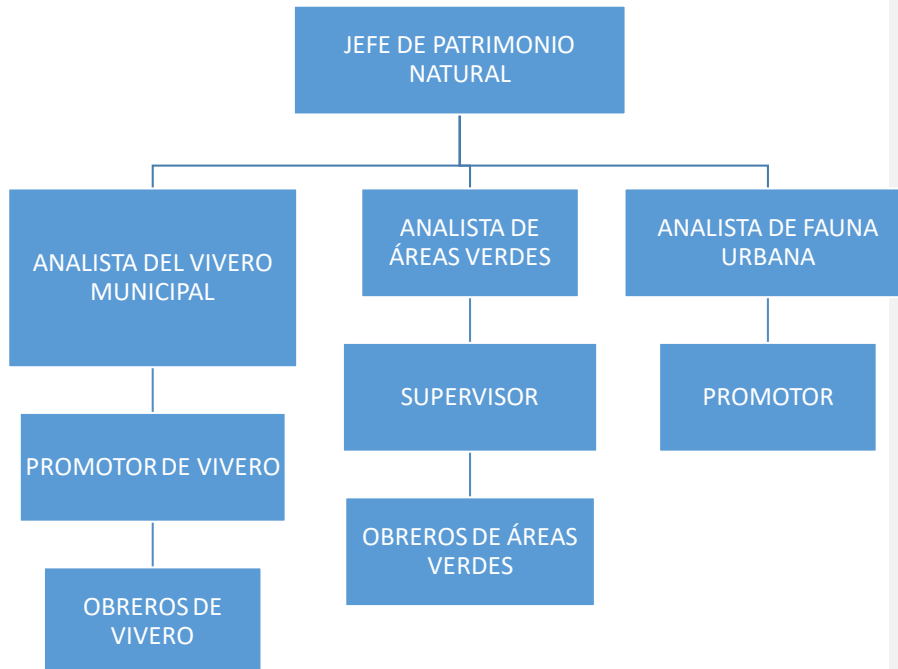 JEFE DE PATRIMONIO
NATURAL
ANALISTA DEL VIVERO
MUNICIPAL
ANALISTA DE
ÁREAS VERDES
ANALISTA DE FAUNA
URBANA
PROMOTOR DE VIVERO
SUPERVISOR
PROMOTOR
OBREROS DE
VIVERO
OBREROS DE ÁREAS
VERDES